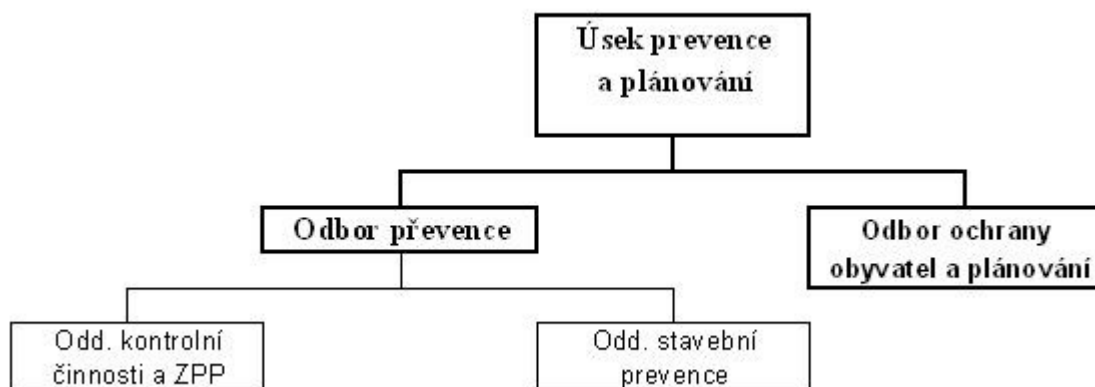 Úsek prevence
a plánování
Odbor převence
Odbor ochrany
obyvatel a plánování
Odd. kontrolní
činnosti a ZPP
Odd. stavební
prevence